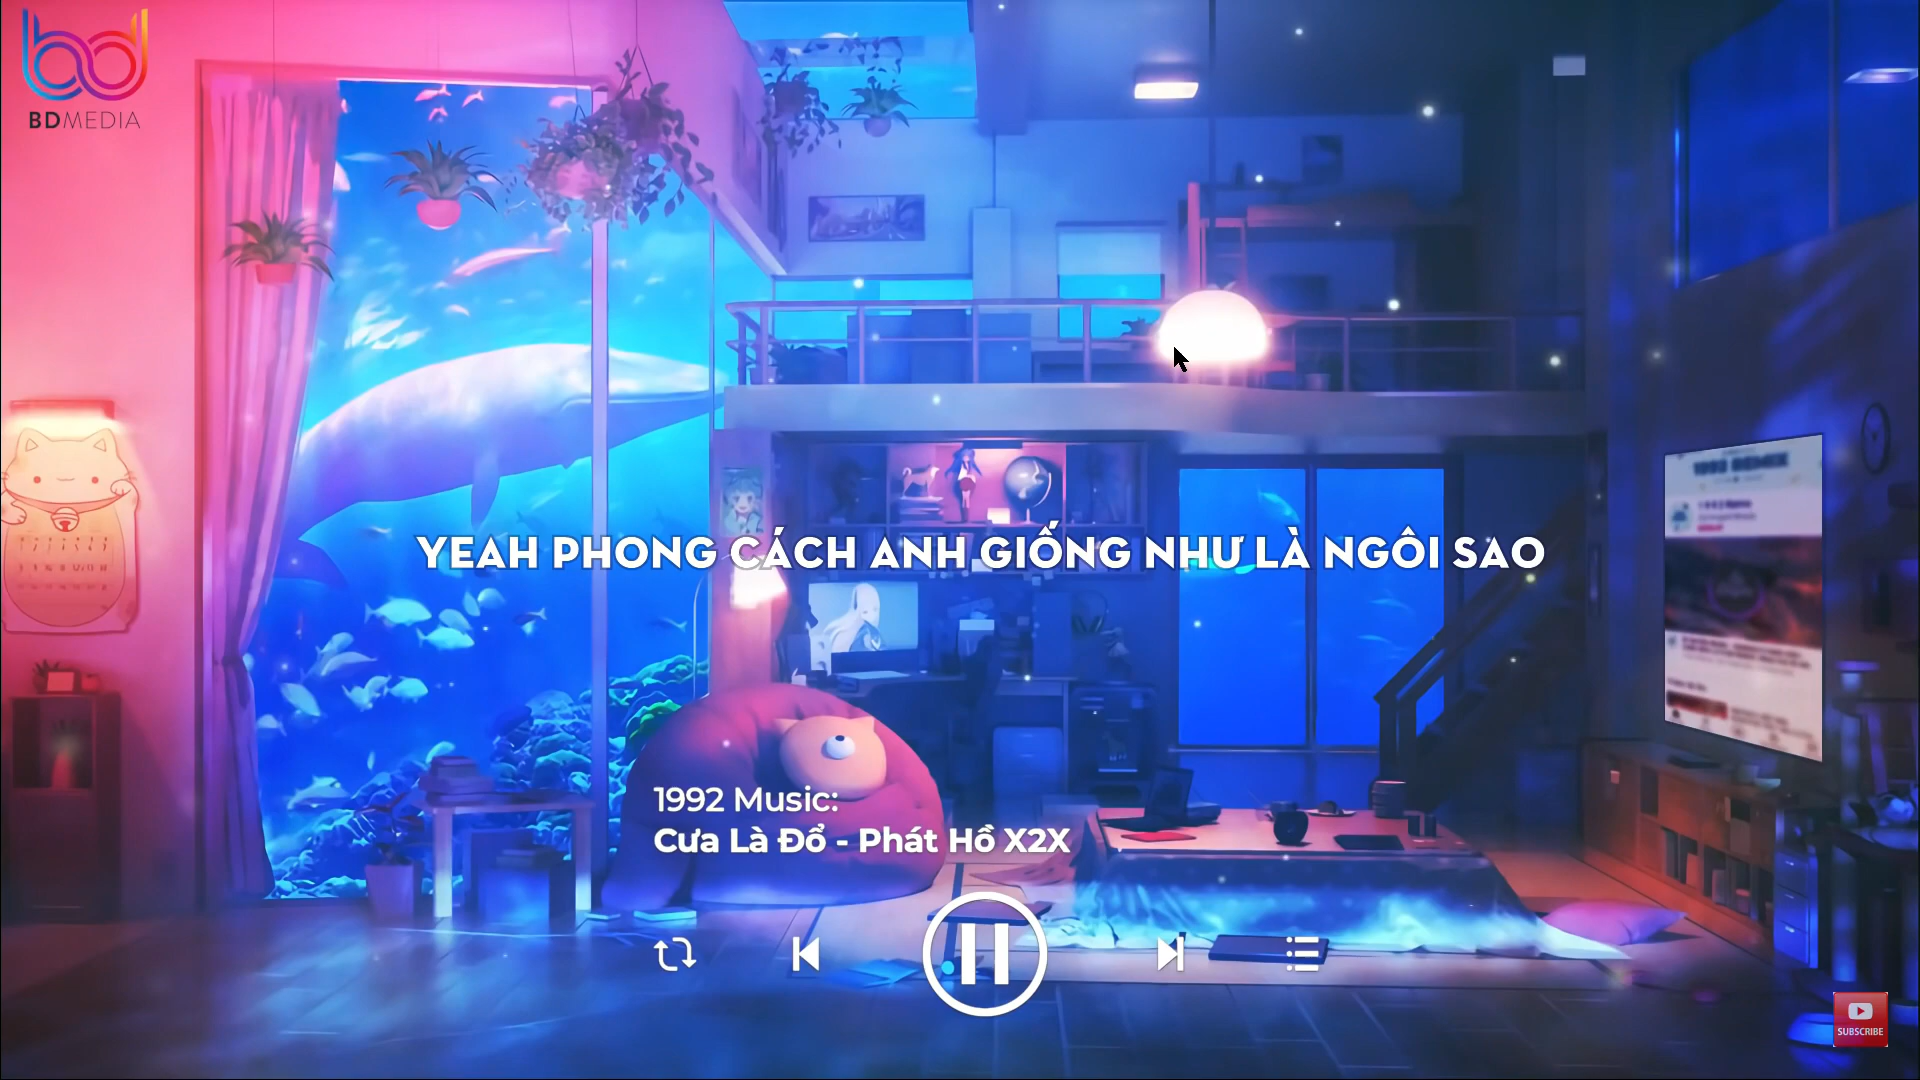 BDMEDIA
YEAH PHONG CÁCH ANH GIỐNG NHƯ LÀ NGÔI SAO
1992 Music:
Cưa Là Đổ - Phát Hồ X2X
SUBSCRIBE